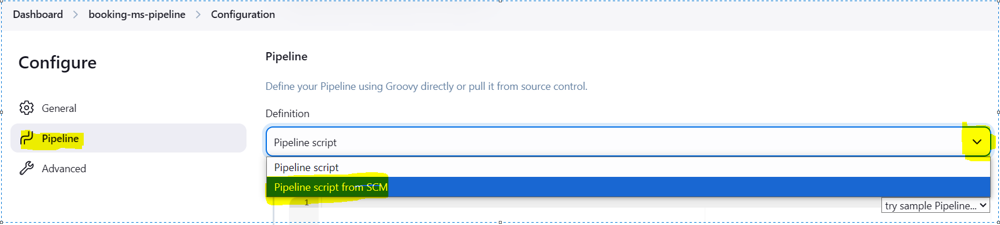 Dashboard > booking-ms-pipeline > Configuration
Configure
General
Pipeline
Advanced
Pipeline
Define your Pipeline using Groovy directly or pull it from source control.
Definition
Pipeline script
Pipeline script
Pipeline script from SCM
1
try sample Pipeline...